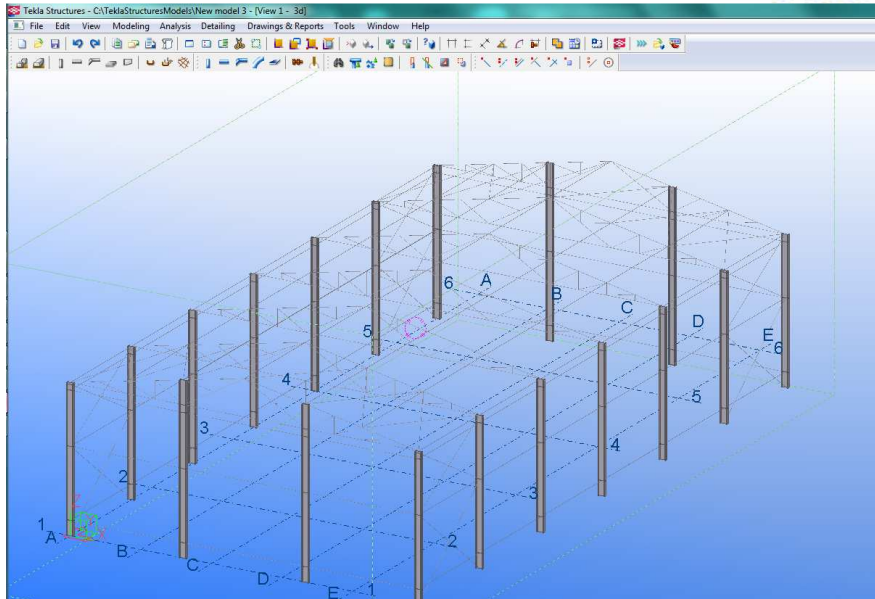 Tekla Structures - C:\TeklaStructuresModels\New model 3 - [View 1 - 3d]
File Edit View Modeling Analysis Detailing Drawings & Reports Tools Window Help
6 A
B
C
5 D
E
6
4
5
3
4
2
3
1
A 2
B
C
D
E 1